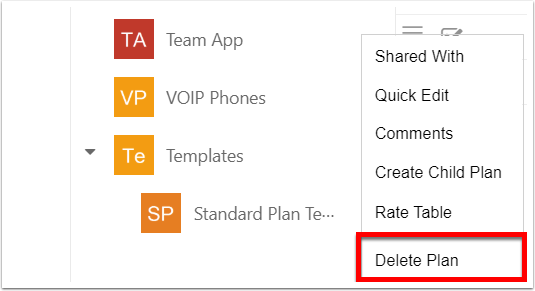 TA Team App
VP VOIP Phones
Te Templates
SP Standard Plan Te...
Shared With
Quick Edit
Comments
Create Child Plan
Rate Table
Delete Plan